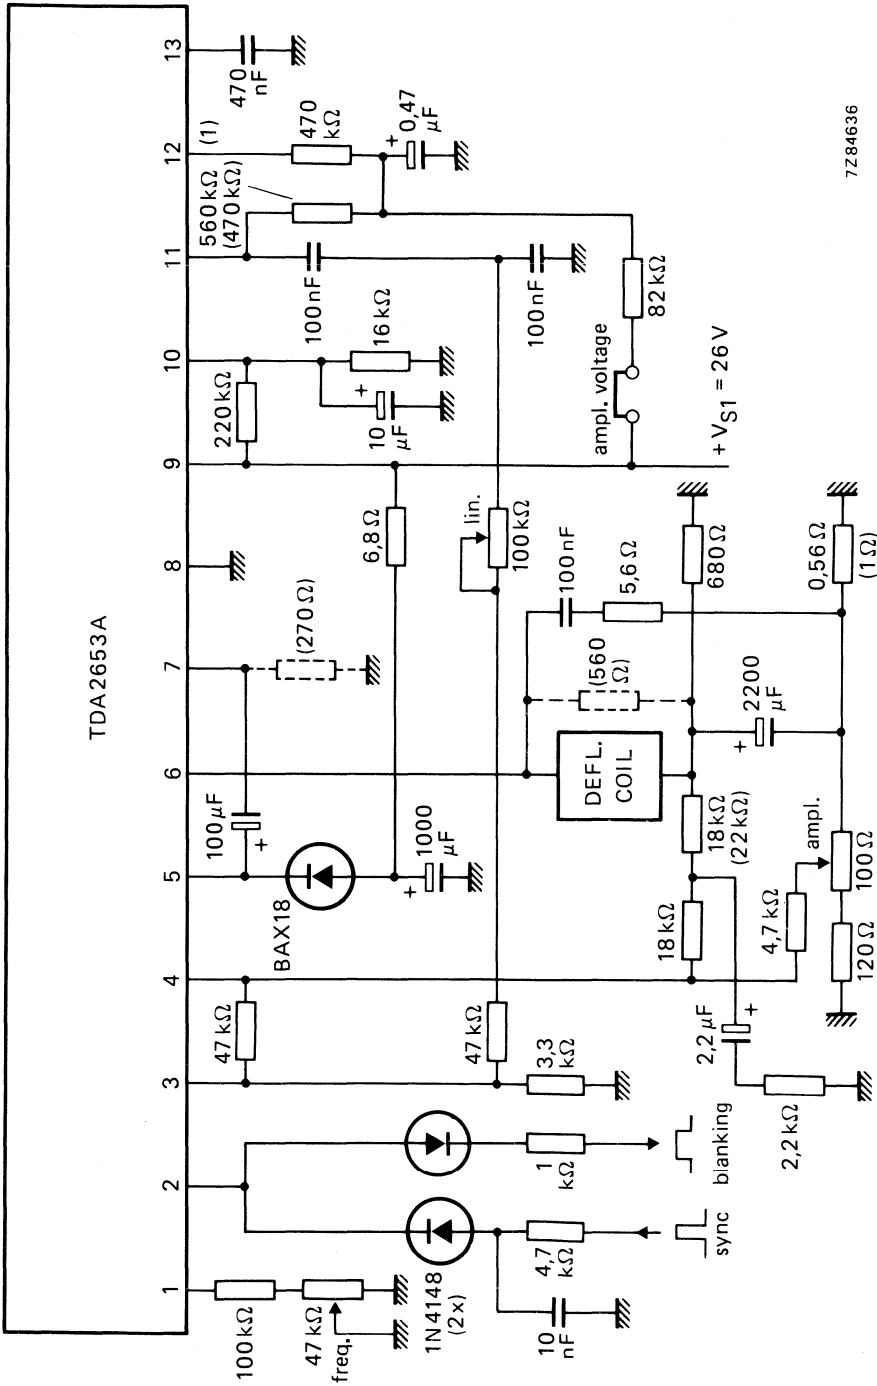 TDA2653A
1
2
3
4
5
6
7
8
9
10
11
12
13
(1)
100 kΩ
47 kΩ
freq.
1N4148
(2x)
10
nF
4,7
kΩ
sync
1
kΩ
blanking
47 kΩ
47 kΩ
3,3
kΩ
2,2 kΩ
2,2 μF
+
BAX18
100 μF
+
1000
μF
+
18 kΩ
18 kΩ
(22 kΩ)
4,7 kΩ
120 Ω
100 Ω
ampl.
DEFL.
COIL
(270 Ω)
(560
Ω)
2200
μF
+
100 nF
5,6 Ω
680 Ω
0,56 Ω
(1 Ω)
6,8 Ω
lin.
100 kΩ
220 kΩ
10
μF
+
16 kΩ
100 nF
100 nF
560 kΩ
(470 kΩ)
470
kΩ
0,47
μF
+
470
nF
82 kΩ
ampl. voltage
+ VS1 = 26 V
7Z84636